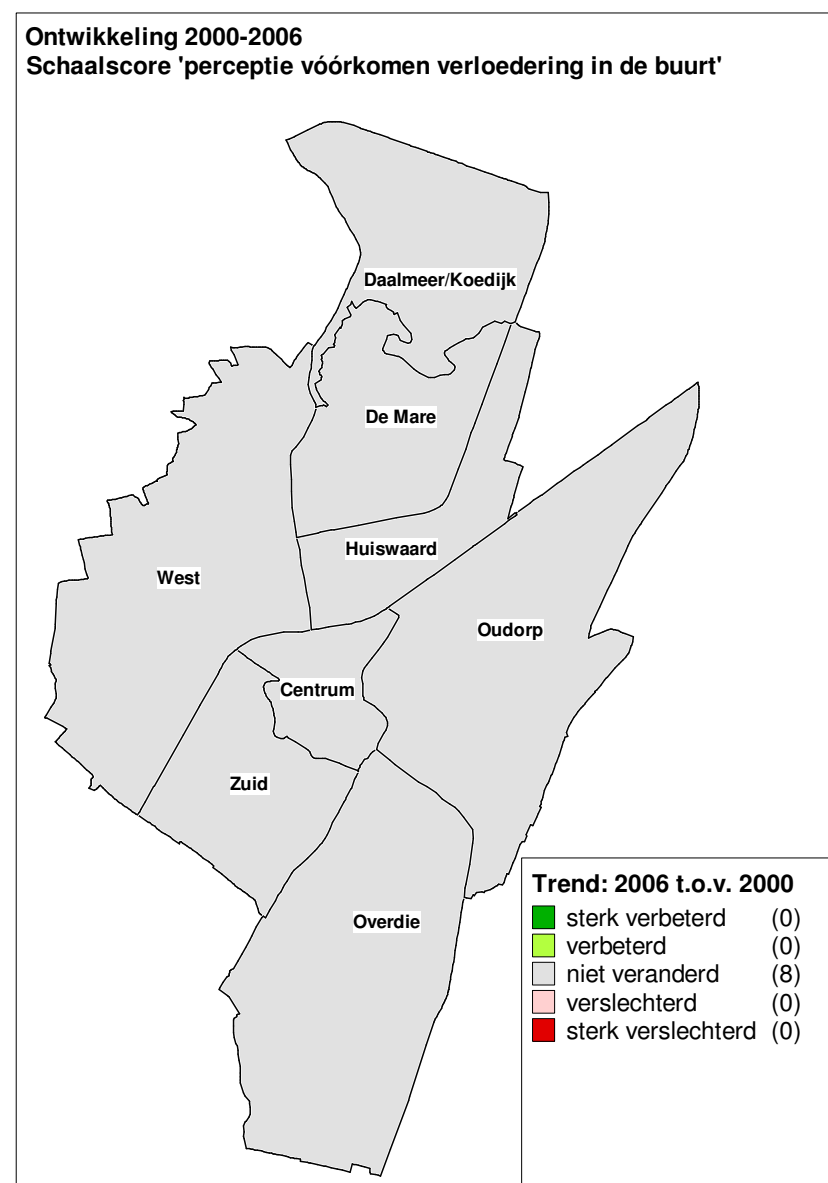 Ontwikkeling 2000-2006
Schaalscore 'perceptie vóórkomen verloedering in de buurt'
Daalmeer/Koedijk
De Mare
Huiswaard
West
Oudorp
Centrum
Zuid
Overdie
Trend: 2006 t.o.v. 2000
sterk verbeterd (0)
verbeterd (0)
niet veranderd (8)
verslechterd (0)
sterk verslechterd (0)